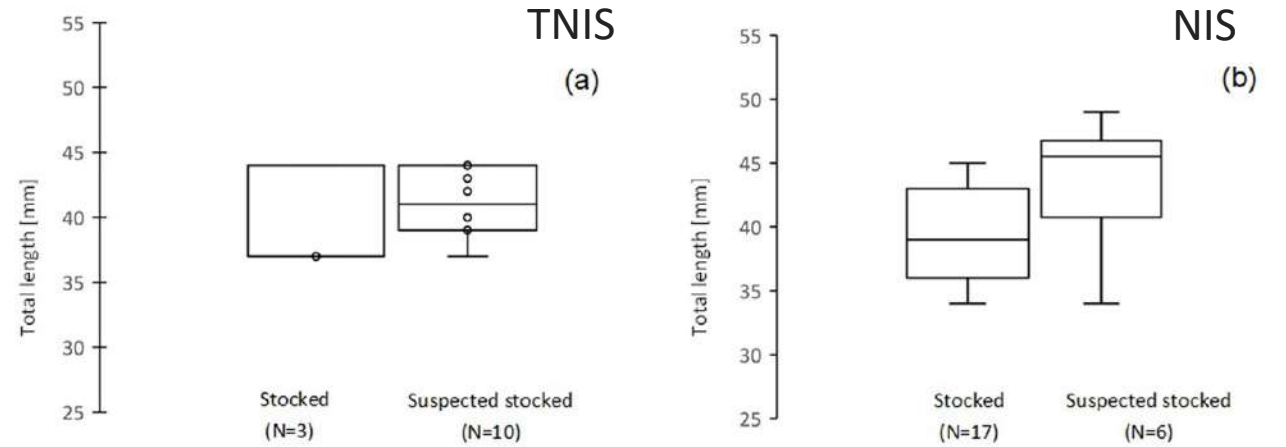 TNIS
(a)
Total length [mm]
55
50
45
40
35
30
25
Stocked
(N=3)
Suspected stocked
(N=10)
NIS
(b)
Total length [mm]
55
50
45
40
35
30
25
Stocked
(N=17)
Suspected stocked
(N=6)